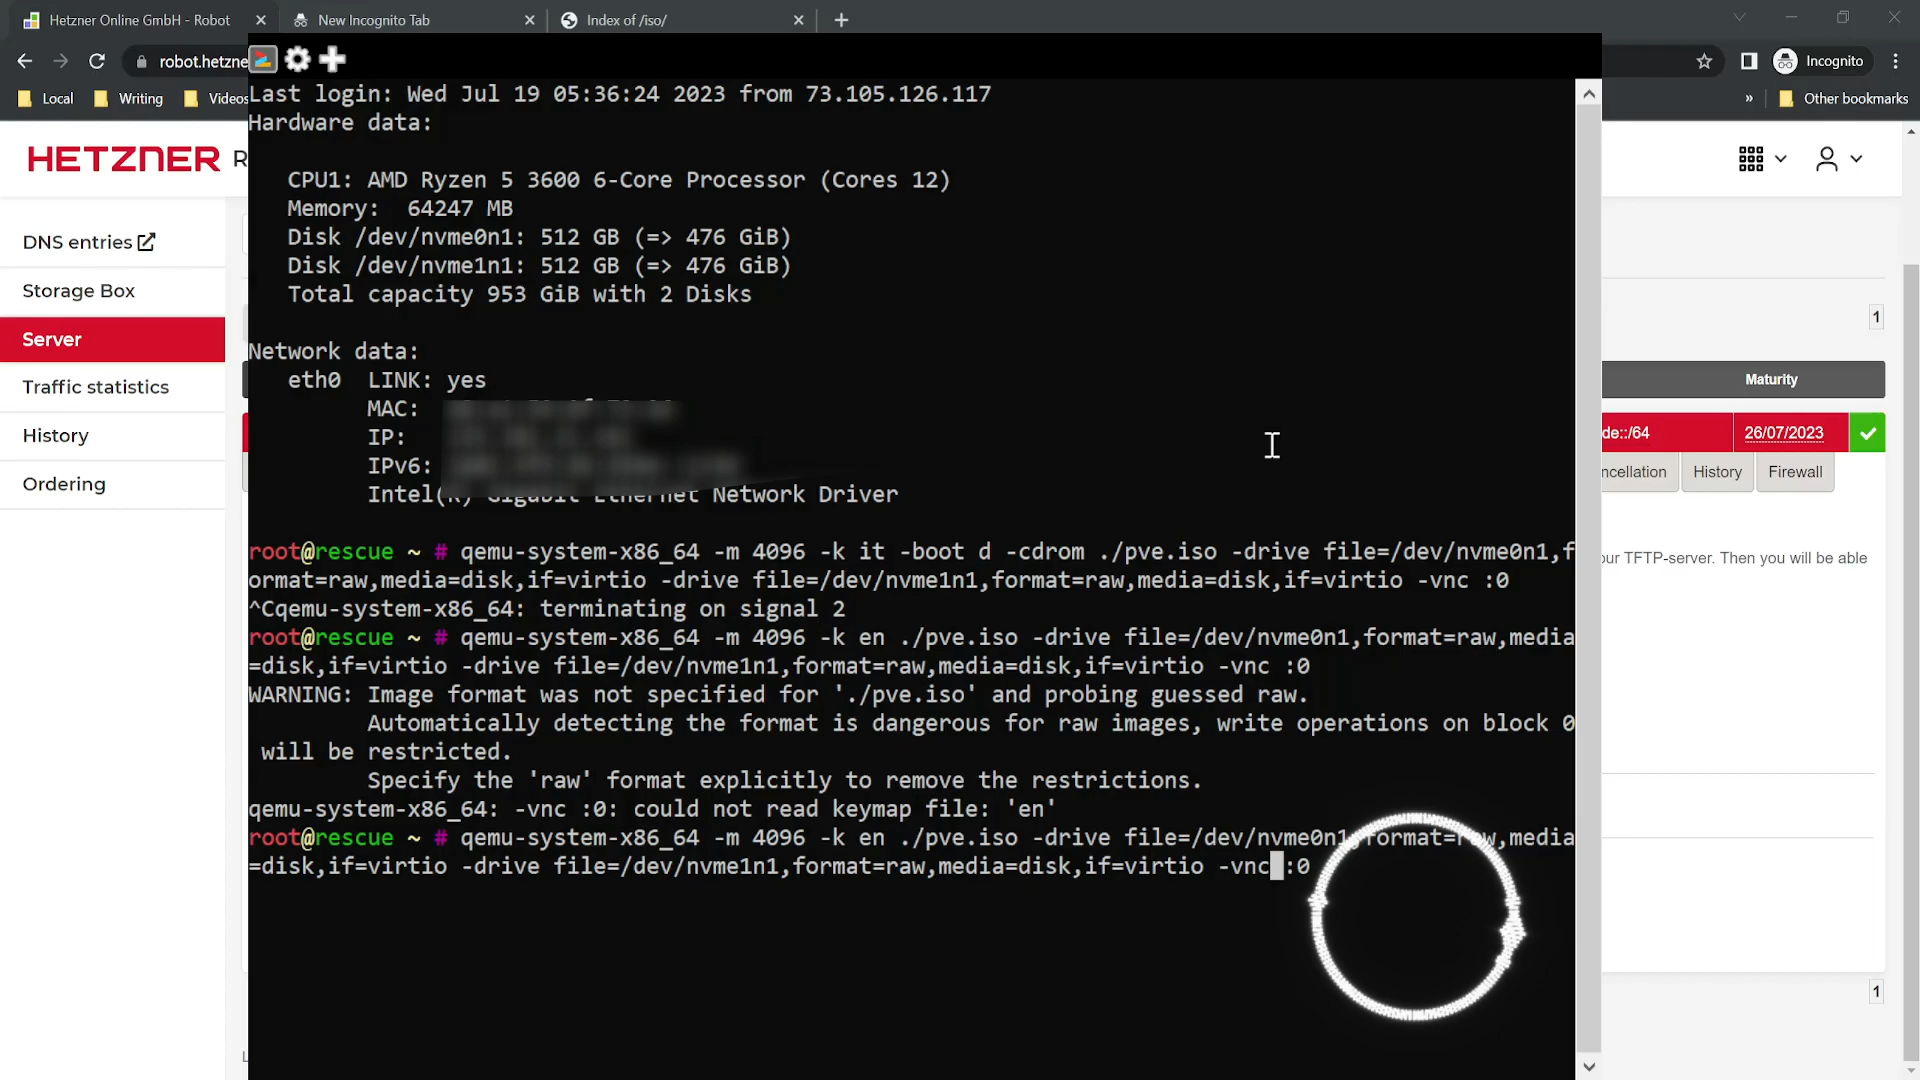 Hetzner Online GmbH - Robot
New Incognito Tab
Index of /iso/
robot.hetzne
Incognito
Local
Writing
Videos
»
Other bookmarks
HETZNER R
DNS entries
Storage Box
Server
Traffic statistics
History
Ordering
Last login: Wed Jul 19 05:36:24 2023 from 73.105.126.117
Hardware data:
CPU1: AMD Ryzen 5 3600 6-Core Processor (Cores 12)
Memory:  64247 MB
Disk /dev/nvme0n1: 512 GB (=> 476 GiB)
Disk /dev/nvme1n1: 512 GB (=> 476 GiB)
Total capacity 953 GiB with 2 Disks
Network data:
eth0  LINK: yes
MAC:
IP:
IPv6:
Intel(R) Gigabit Ethernet Network Driver
root@rescue ~ # qemu-system-x86_64 -m 4096 -k it -boot d -cdrom ./pve.iso -drive file=/dev/nvme0n1,f
ormat=raw,media=disk,if=virtio -drive file=/dev/nvme1n1,format=raw,media=disk,if=virtio -vnc :0
^Cqemu-system-x86_64: terminating on signal 2
root@rescue ~ # qemu-system-x86_64 -m 4096 -k en ./pve.iso -drive file=/dev/nvme0n1,format=raw,media
=disk,if=virtio -drive file=/dev/nvme1n1,format=raw,media=disk,if=virtio -vnc :0
WARNING: Image format was not specified for './pve.iso' and probing guessed raw.
Automatically detecting the format is dangerous for raw images, write operations on block 0
will be restricted.
Specify the 'raw' format explicitly to remove the restrictions.
qemu-system-x86_64: -vnc :0: could not read keymap file: 'en'
root@rescue ~ # qemu-system-x86_64 -m 4096 -k en ./pve.iso -drive file=/dev/nvme0n1,format=raw,media
=disk,if=virtio -drive file=/dev/nvme1n1,format=raw,media=disk,if=virtio -vnc :0
1
Maturity
de::/64
26/07/2023
ncellation
History
Firewall
our TFTP-server. Then you will be able
1